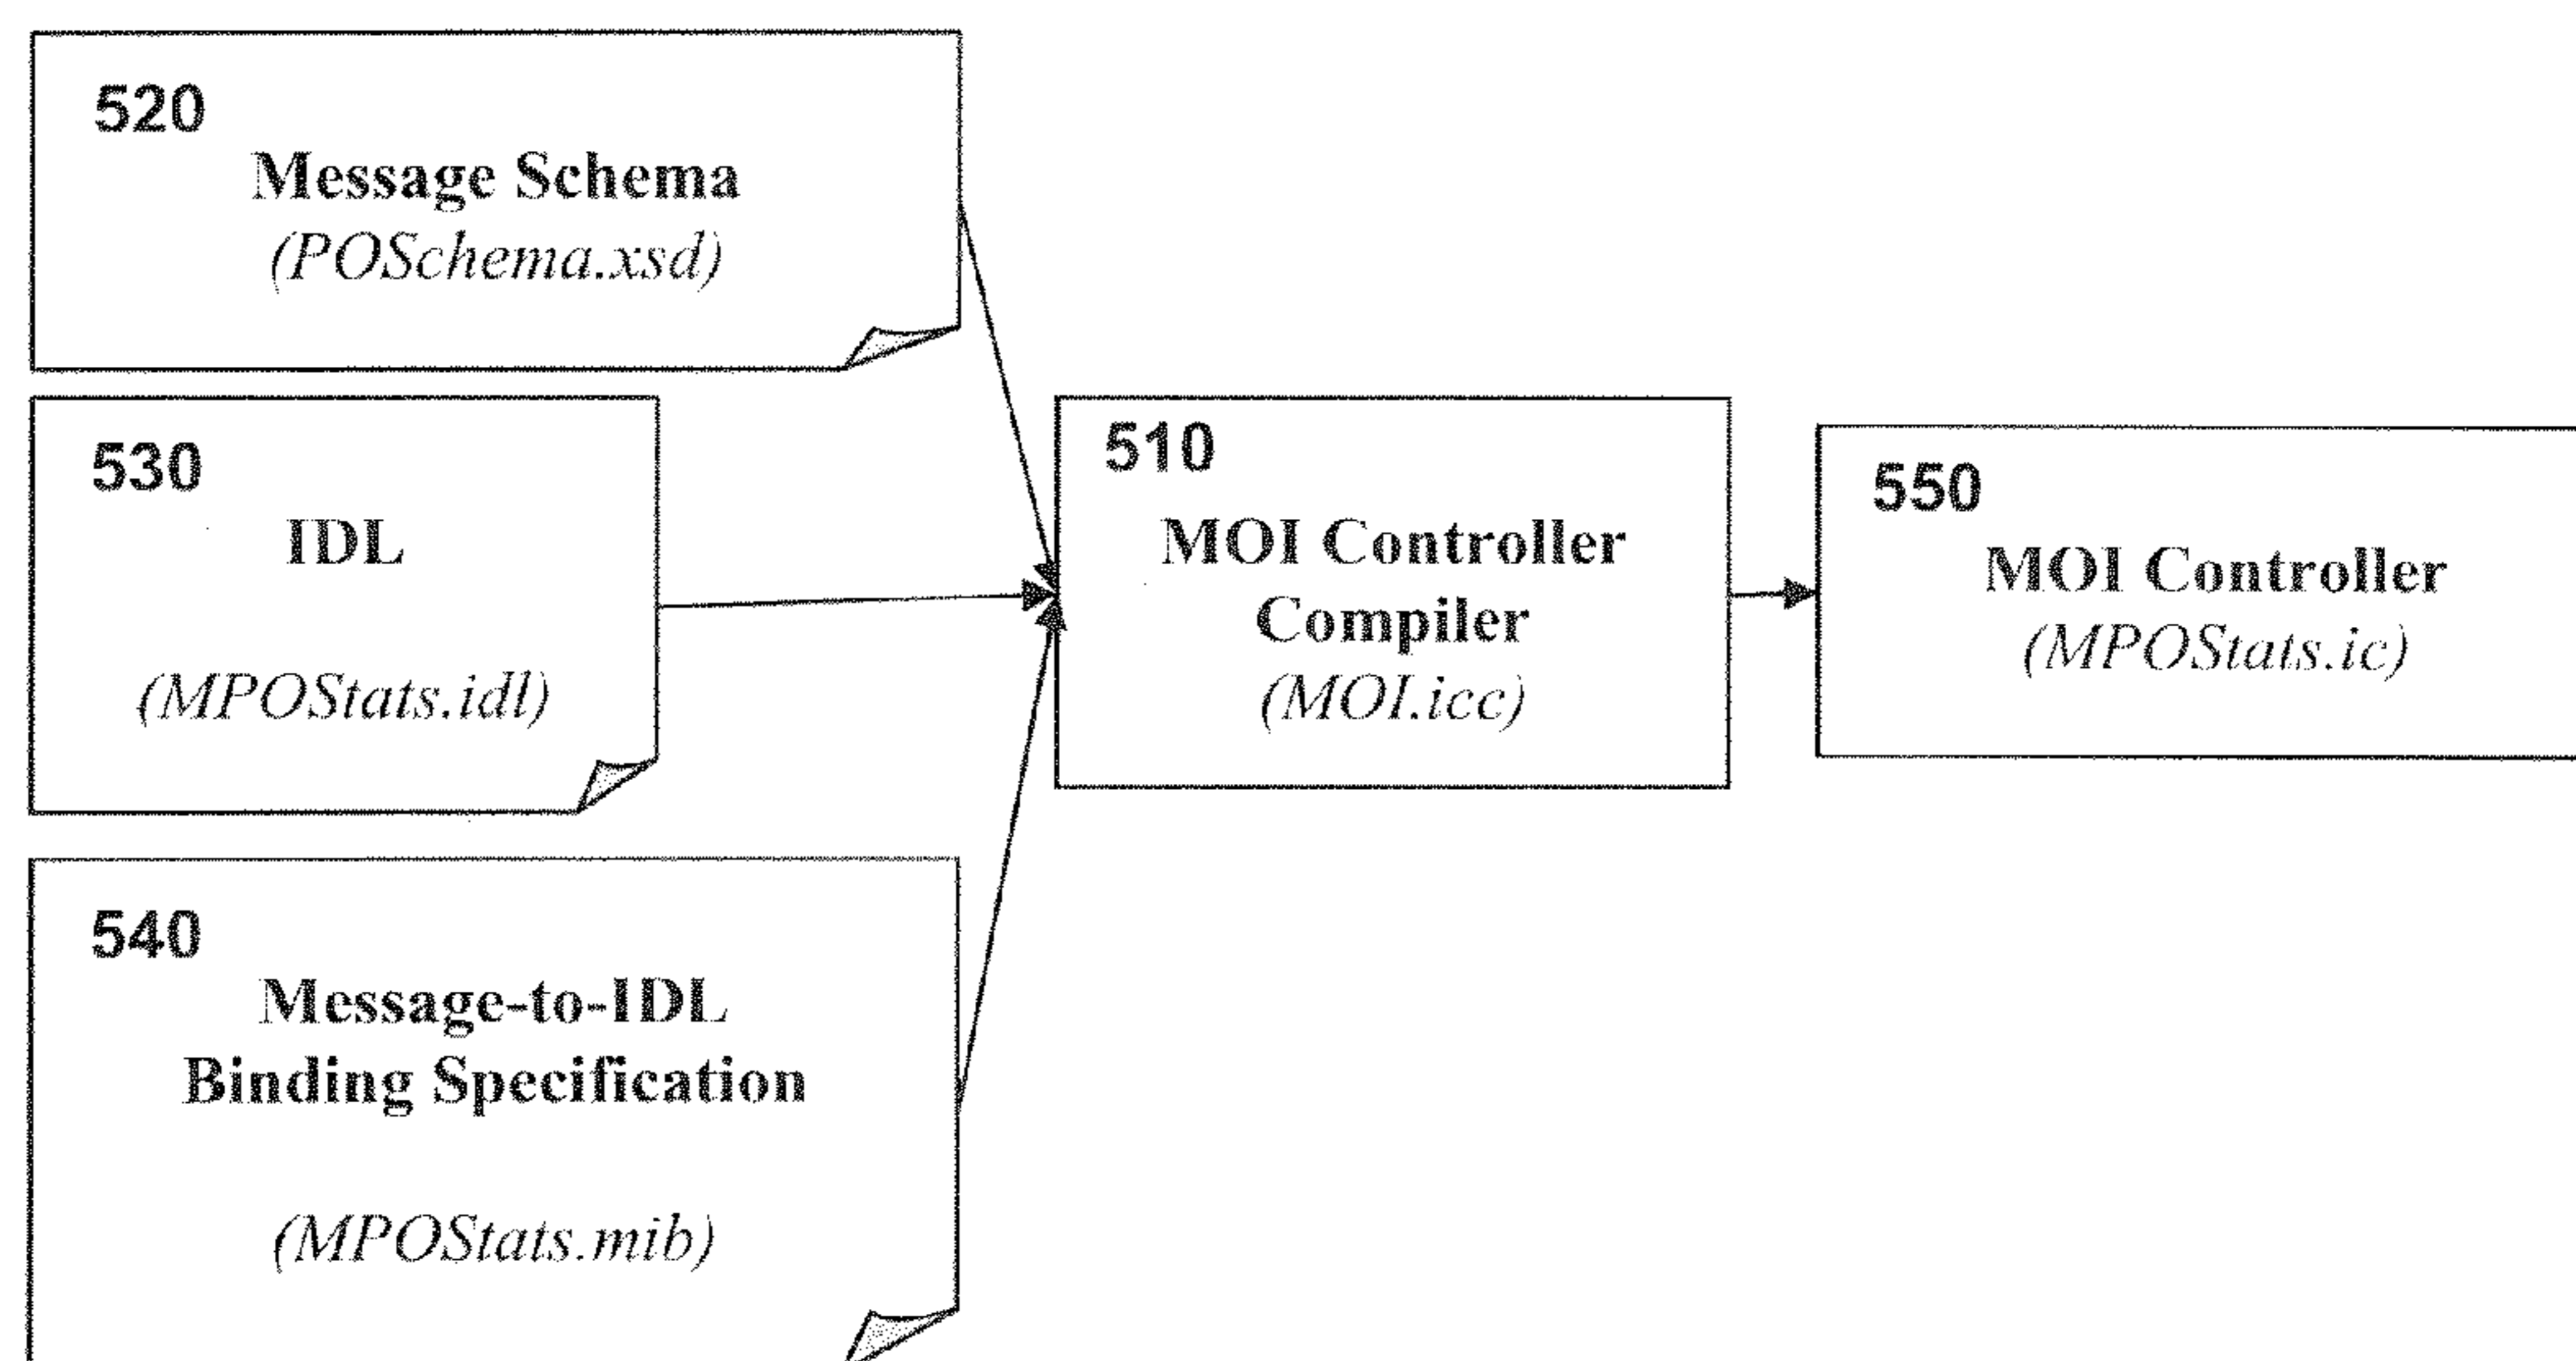 520
Message Schema
(POSchema.xsd)
530
IDL
(MPOStats.idl)
540
Message-to-IDL
Binding Specification
(MPOStats.mib)
510
MOI Controller
Compiler
(MOI.icc)
550
MOI Controller
(MPOStats.ic)